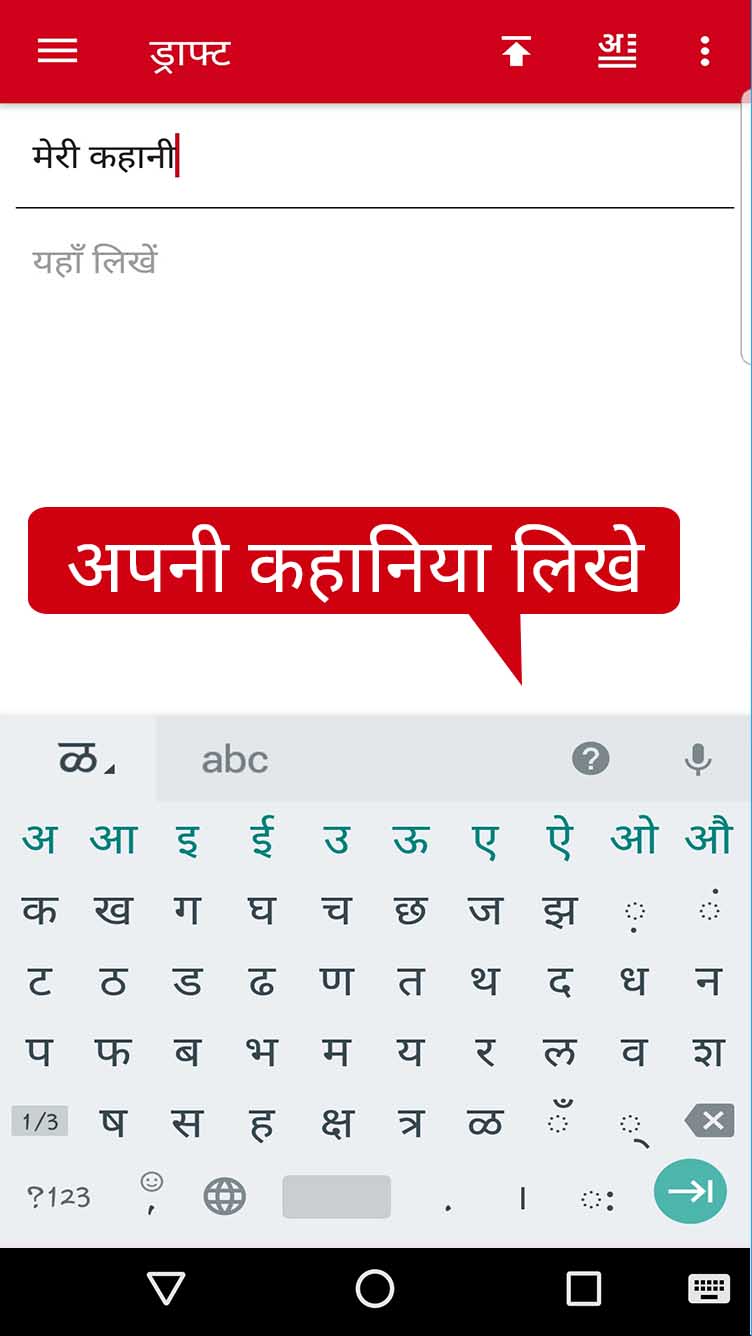 ड्राफ्ट अ
मेरी कहानी
यहाँ लिखें
अपनी कहानिया लिखे
ळ abc ?
अ आ इ ई उ ऊ ए ऐ ओ औ
क ख ग घ च छ ज झ ़ ं
ट ठ ड ढ ण त थ द ध न
प फ ब भ म य र ल व श
1/3 ष स ह क्ष त्र ळ ँ ्
?123 , . । ः